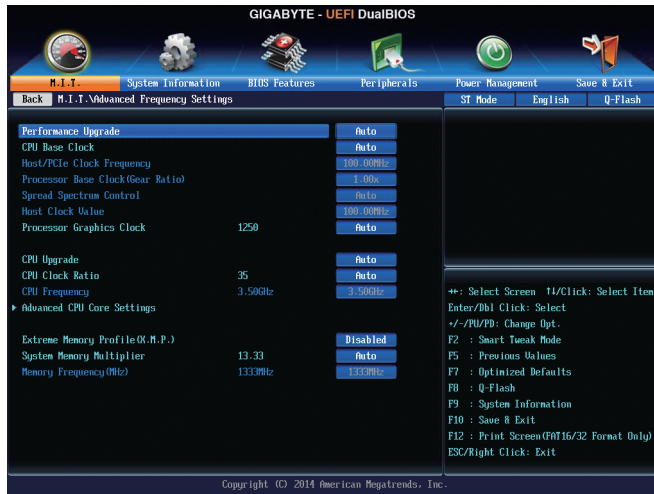 GIGABYTE - UEFI DualBIOS
M.I.T. System Information BIOS Features Peripherals Power Management Save & Exit
Back M.I.T.\Advanced Frequency Settings ST Mode English Q-Flash
Performance Upgrade Auto
CPU Base Clock Auto
Host/PCIe Clock Frequency 100.00MHz
Processor Base Clock(Gear Ratio) 1.00x
Spread Spectrum Control Auto
Host Clock Value 100.00MHz
Processor Graphics Clock 1250 Auto
CPU Upgrade Auto
CPU Clock Ratio 35 Auto
CPU Frequency 3.50GHz 3.50GHz
Advanced CPU Core Settings
Extreme Memory Profile(X.M.P.) Disabled
System Memory Multiplier 13.33 Auto
Memory Frequency(MHz) 1333MHz 1333MHz
↔: Select Screen ↑↓/Click: Select Item
Enter/Dbl Click: Select
+/-/PU/PD: Change Opt.
F2 : Smart Tweak Mode
F5 : Previous Values
F7 : Optimized Defaults
F8 : Q-Flash
F9 : System Information
F10 : Save & Exit
F12 : Print Screen(FAT16/32 Format Only)
ESC/Right Click: Exit
Copyright (C) 2014 American Megatrends, Inc.